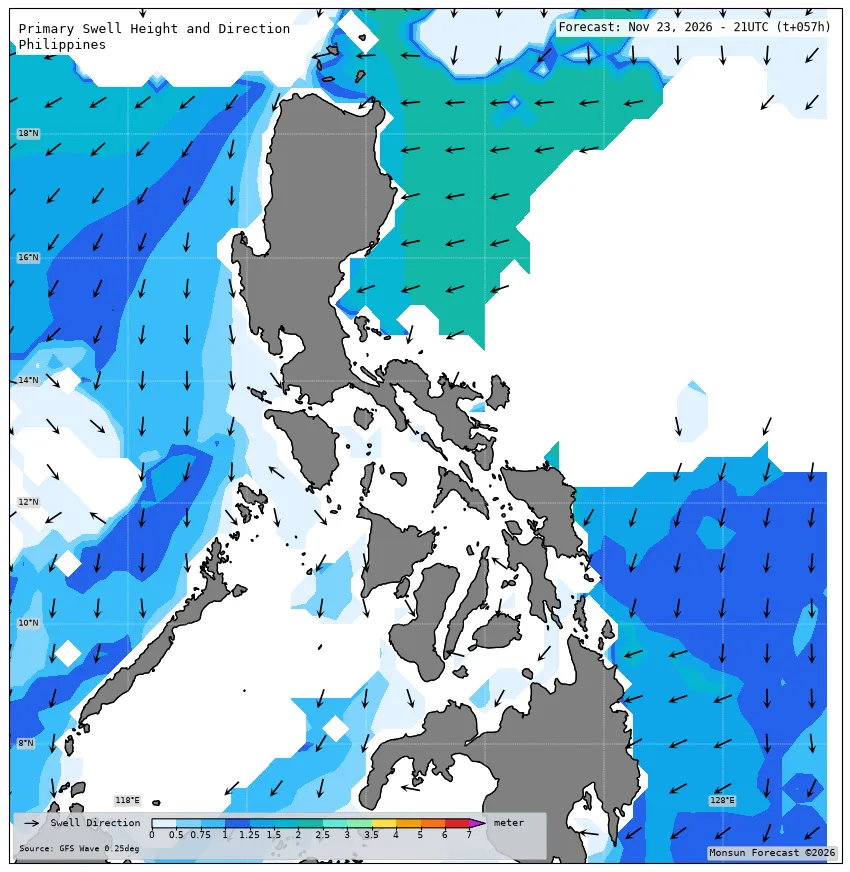 Primary Swell Height and Direction
Philippines
Forecast: Nov 23, 2026 - 21UTC (t+057h)
18°N
16°N
14°N
12°N
10°N
8°N
118°E
128°E
Swell Direction
0 0.5 0.75 1 1.25 1.5 2 2.5 3 3.5 4 5 6 7
meter
Source: GFS Wave 0.25deg
Monsun Forecast ©2026